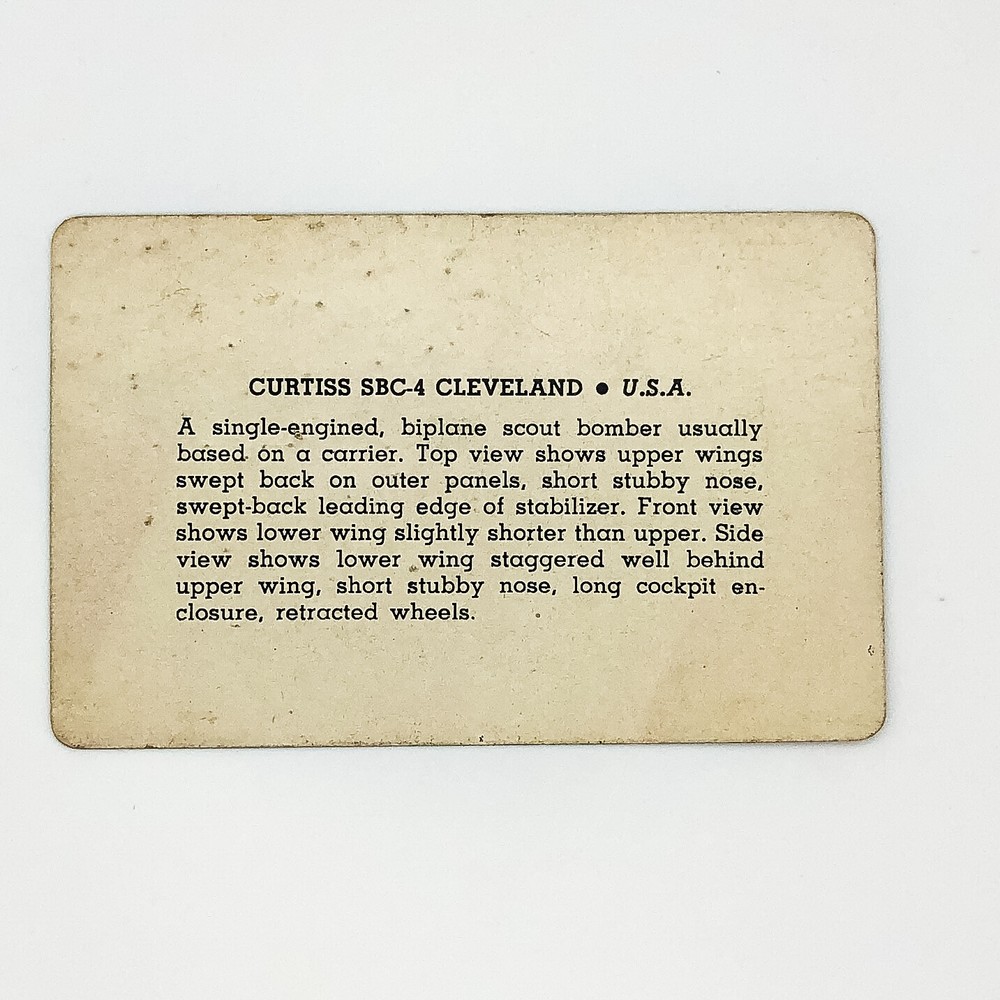 CURTISS SBC-4 CLEVELAND ● U.S.A.
A single-engined, biplane scout bomber usually
based on a carrier. Top view shows upper wings
swept back on outer panels, short stubby nose,
swept-back leading edge of stabilizer. Front view
shows lower wing slightly shorter than upper. Side
view shows lower wing staggered well behind
upper wing, short stubby nose, long cockpit en-
closure, retracted wheels.